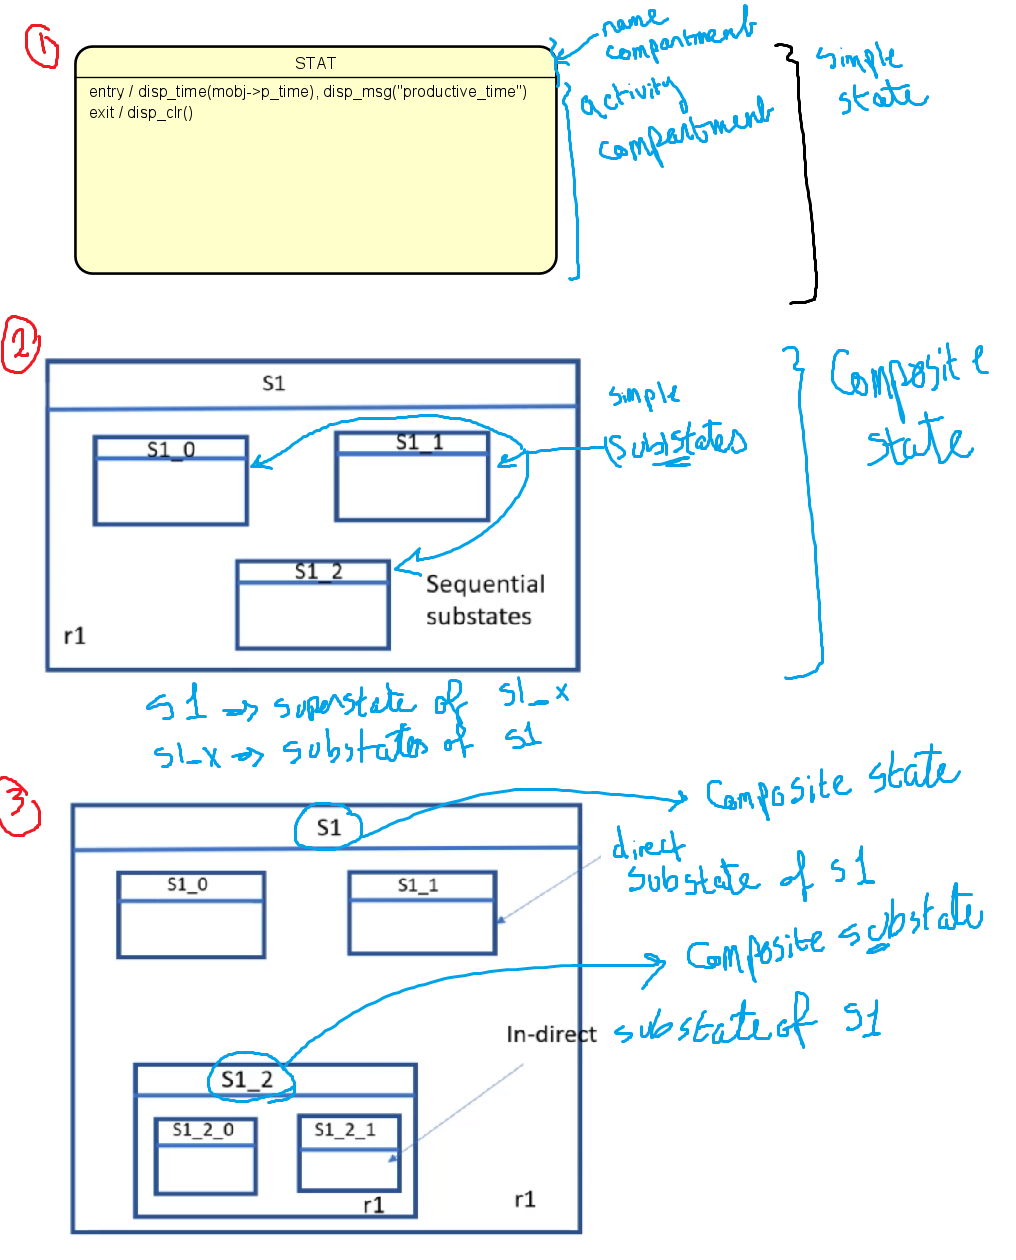 1
STAT
entry / disp_time(mobj->p_time), disp_msg("productive_time")
exit / disp_clr()
name
compartment
activity
compartment
simple
state
2
S1
S1_0
S1_1
S1_2
Sequential
substates
r1
simple
substates
Composite
state
S1 => superstate of S1_x
S1_x => substates of S1
3
S1
Composite state
S1_0
S1_1
direct
substate of S1
Composite substate
In-direct substate of S1
S1_2
S1_2_0
S1_2_1
r1
r1